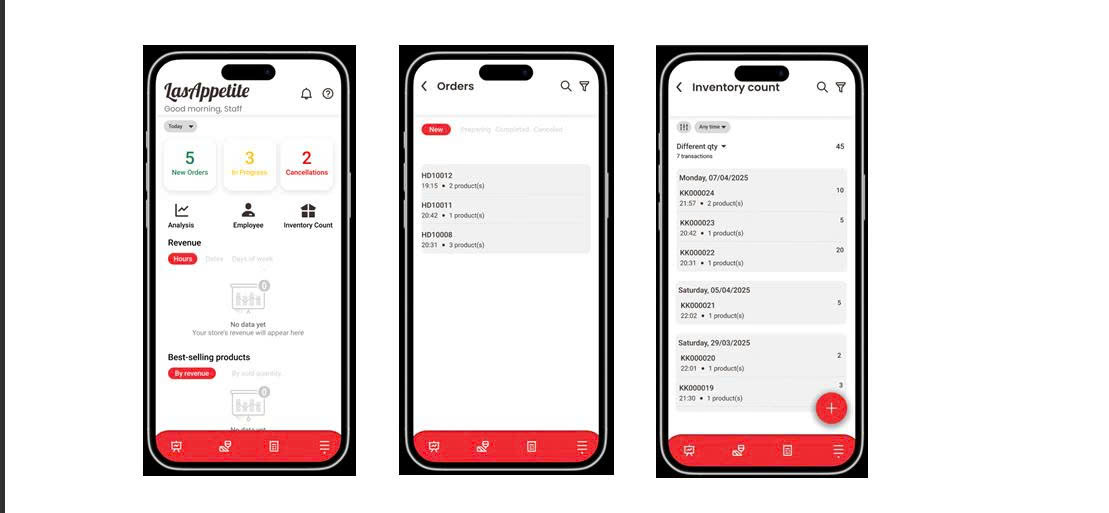 LasAppetite
Good morning, Staff
Today
5
New Orders
3
In Progress
2
Cancellations
Analysis
Employee
Inventory Count
Revenue
Hours Dates Days of week
0
No data yet
Your store's revenue will appear here
Best-selling products
By revenue By sold quantity
0
No data yet
Orders
New Preparing Completed Canceled
HD10012
19:15 • 2 product(s)
HD10011
20:42 • 1 product(s)
HD10008
20:31 • 3 product(s)
Inventory count
Any time
Different qty 45
7 transactions
Monday, 07/04/2025
KK000024 10
21:57 • 2 product(s)
KK000023 5
20:42 • 1 product(s)
KK000022 20
20:31 • 1 product(s)
Saturday, 05/04/2025
KK000021 5
22:02 • 1 product(s)
Saturday, 29/03/2025
KK000020 2
22:01 • 1 product(s)
KK000019 3
21:30 • 1 product(s)